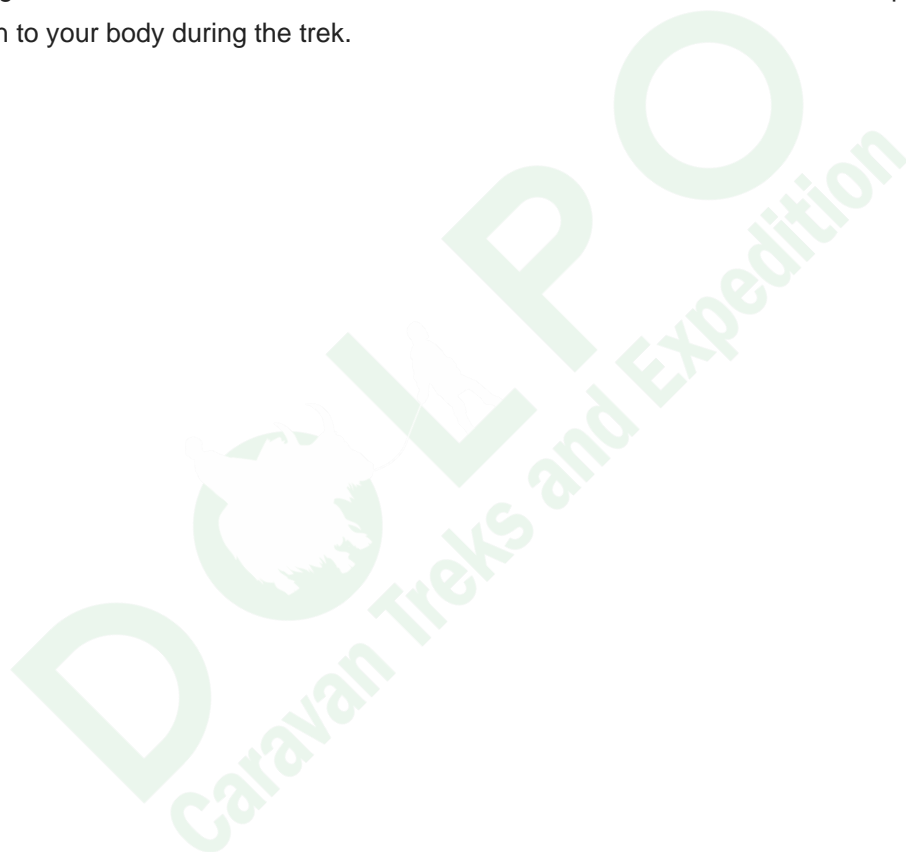 to your body during the trek.
DOLPO
Caravan Treks and Expedition